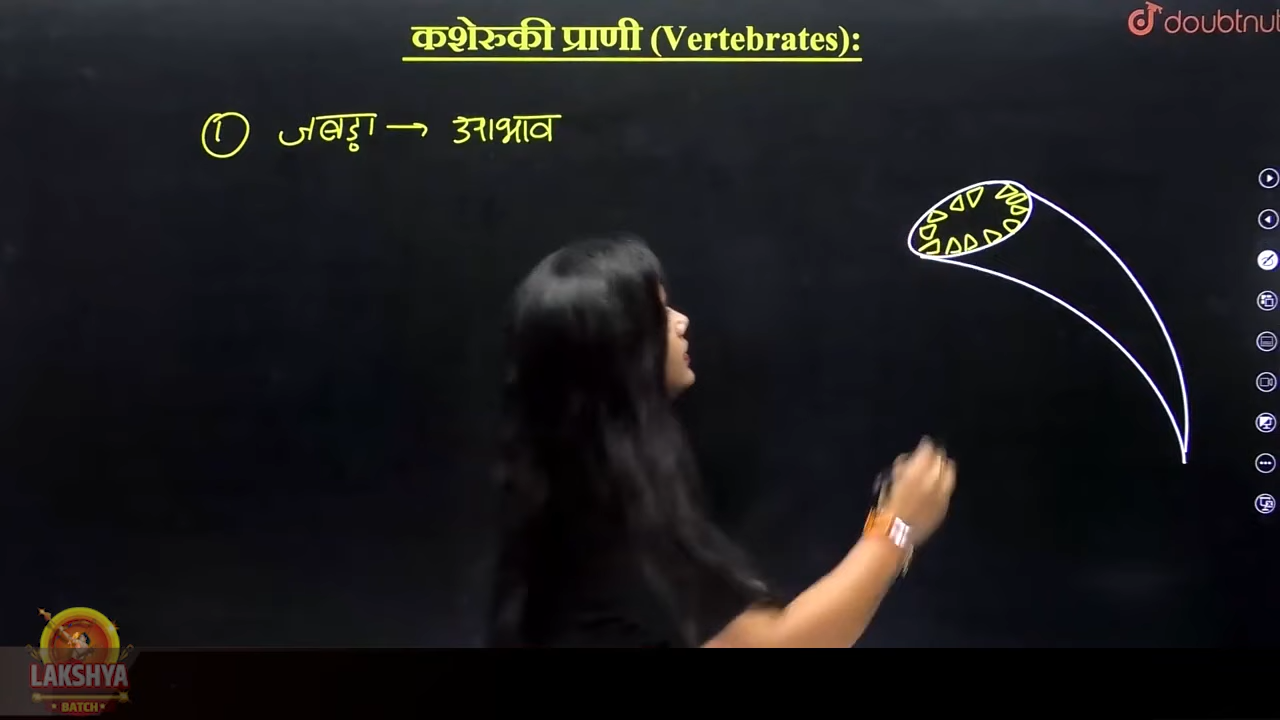 कशेरुकी प्राणी (Vertebrates):
doubtnut
① जबड़ा → अभाव
LAKSHYA
BATCH